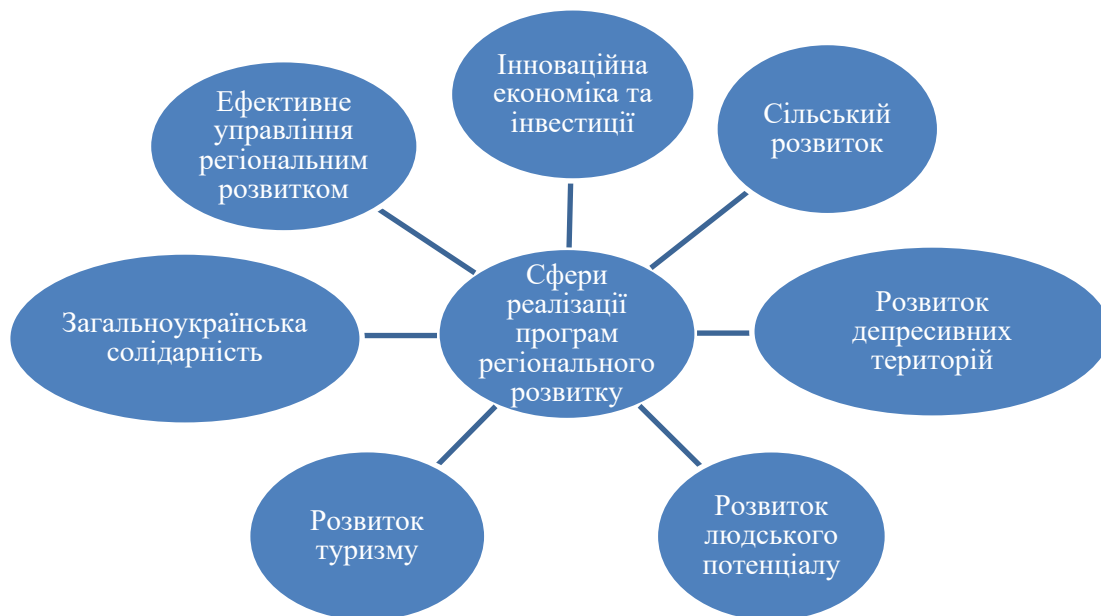 Інноваційна
економіка та
інвестиції
Сільський
розвиток
Розвиток
депресивних
територій
Розвиток
людського
потенціалу
Розвиток
туризму
Загальноукраїнська
солідарність
Ефективне
управління
регіональним
розвитком
Сфери
реалізації
програм
регіонального
розвитку